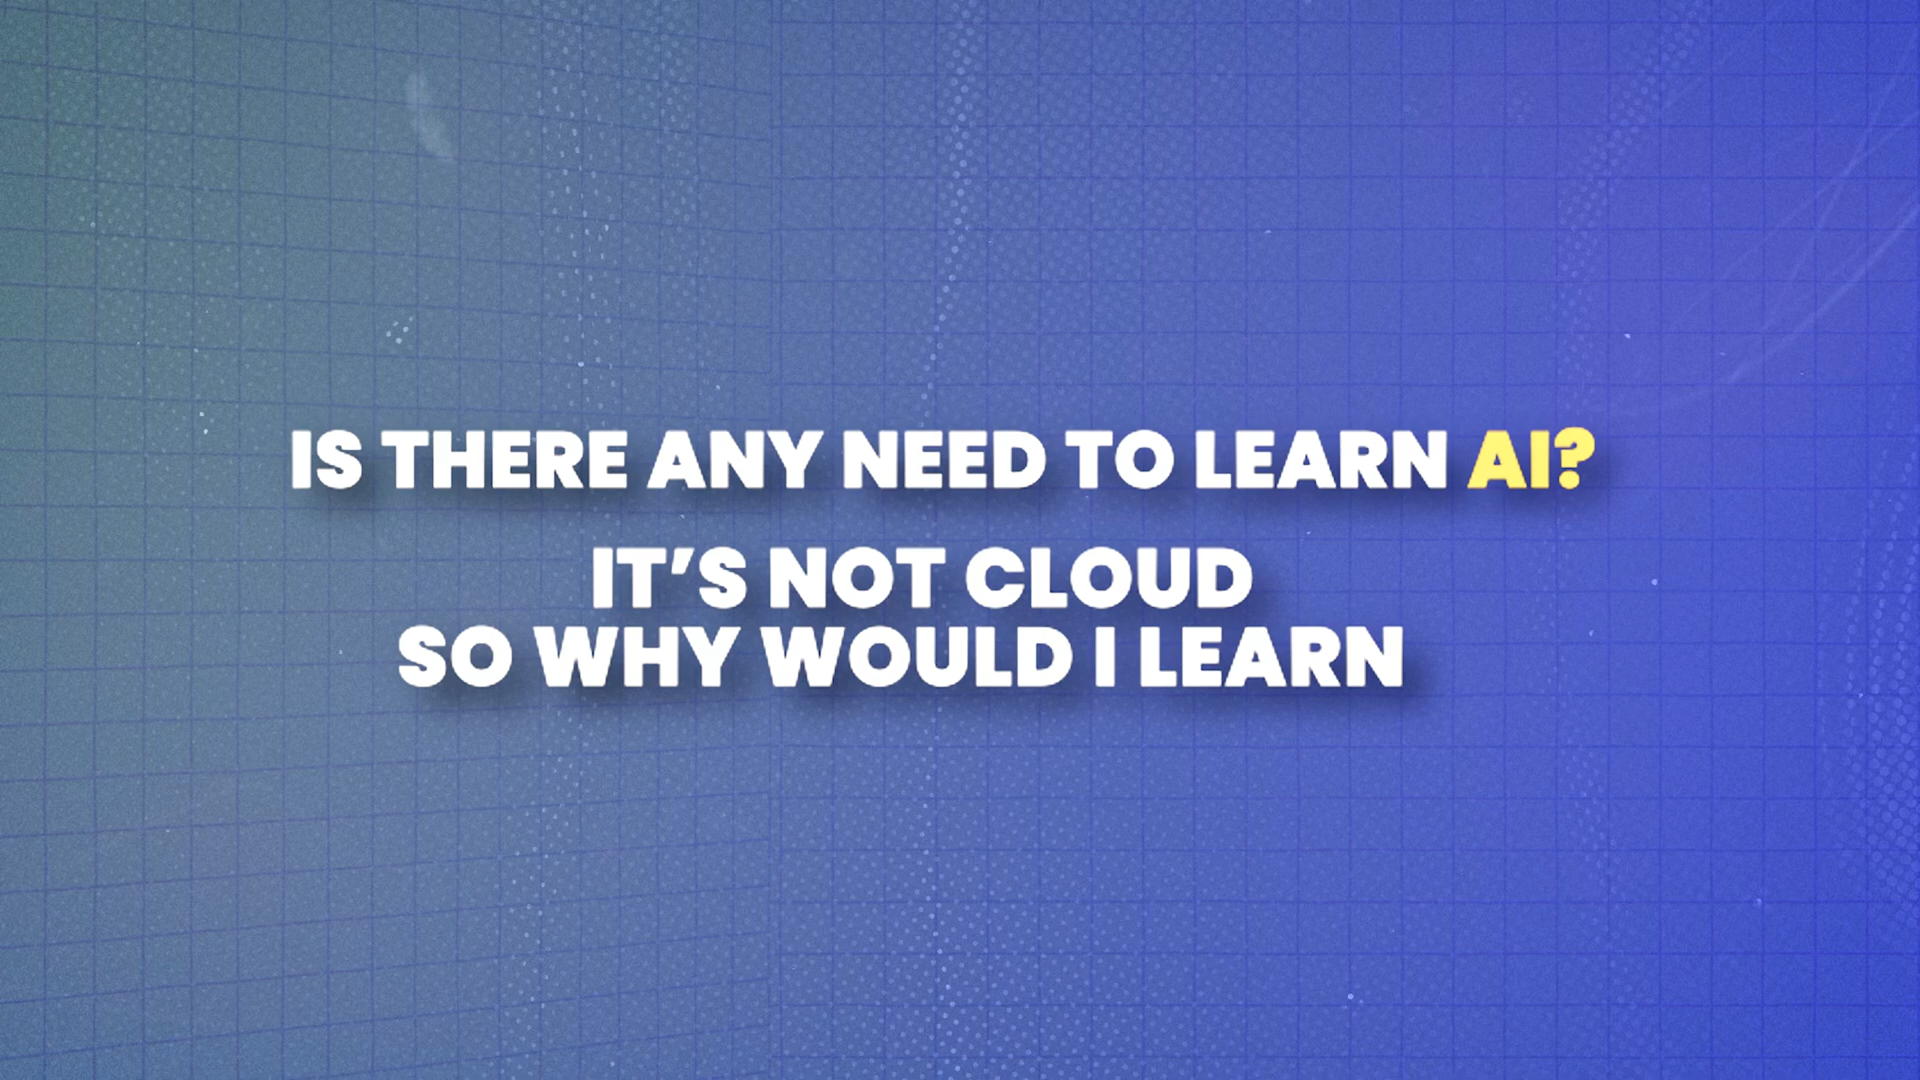 IS THERE ANY NEED TO LEARN AI?
IT’S NOT CLOUD
SO WHY WOULD I LEARN